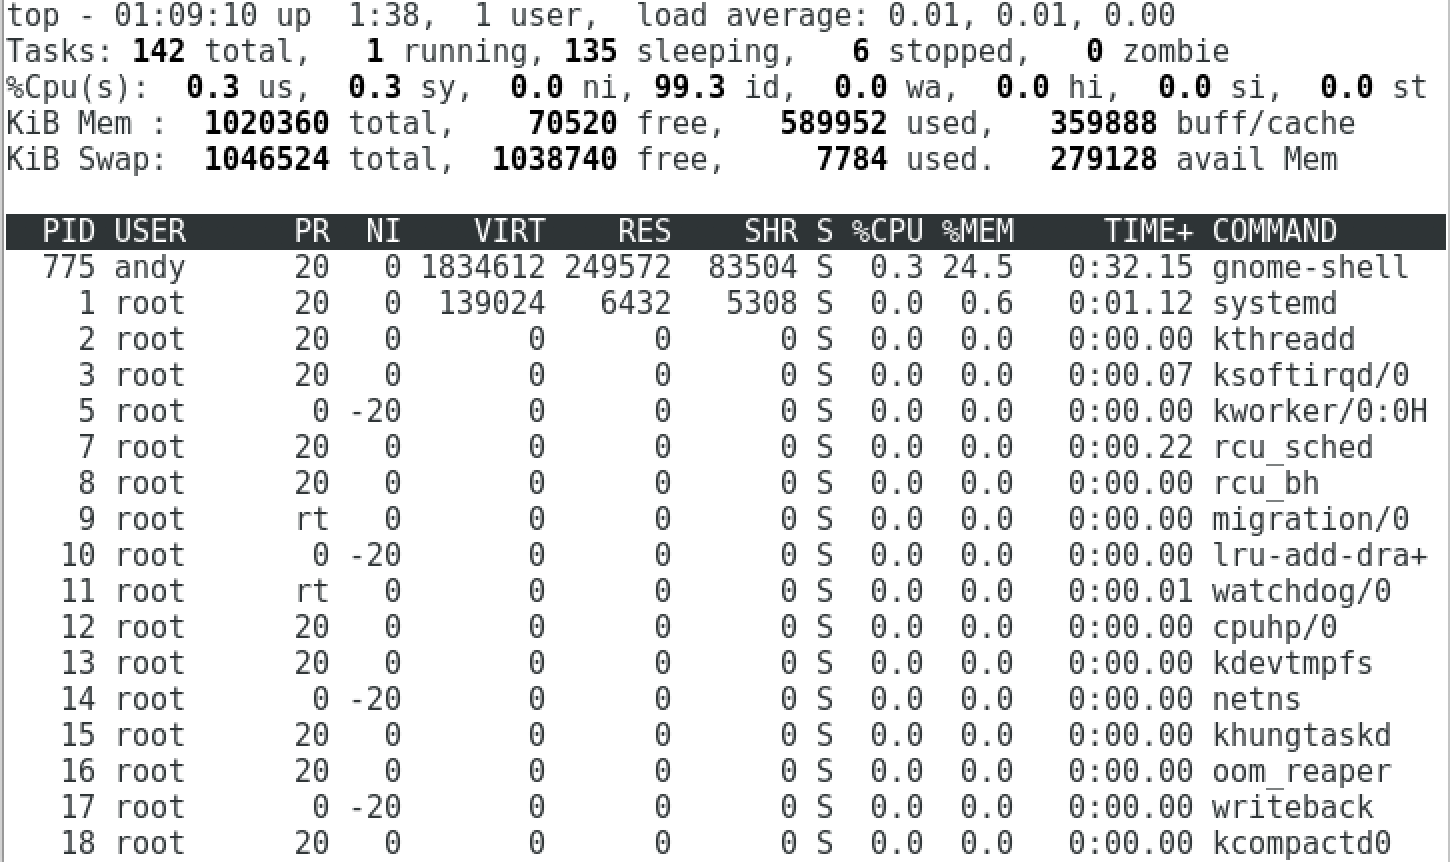 top - 01:09:10 up  1:38,  1 user,  load average: 0.01, 0.01, 0.00
Tasks: 142 total,   1 running, 135 sleeping,   6 stopped,   0 zombie
%Cpu(s):  0.3 us,  0.3 sy,  0.0 ni, 99.3 id,  0.0 wa,  0.0 hi,  0.0 si,  0.0 st
KiB Mem :  1020360 total,    70520 free,   589952 used,   359888 buff/cache
KiB Swap:  1046524 total,  1038740 free,     7784 used.   279128 avail Mem
  PID USER      PR  NI    VIRT    RES    SHR S %CPU %MEM     TIME+ COMMAND
  775 andy      20   0 1834612 249572  83504 S  0.3 24.5   0:32.15 gnome-shell
    1 root      20   0  139024   6432   5308 S  0.0  0.6   0:01.12 systemd
    2 root      20   0       0      0      0 S  0.0  0.0   0:00.00 kthreadd
    3 root      20   0       0      0      0 S  0.0  0.0   0:00.07 ksoftirqd/0
    5 root       0 -20       0      0      0 S  0.0  0.0   0:00.00 kworker/0:0H
    7 root      20   0       0      0      0 S  0.0  0.0   0:00.22 rcu_sched
    8 root      20   0       0      0      0 S  0.0  0.0   0:00.00 rcu_bh
    9 root      rt   0       0      0      0 S  0.0  0.0   0:00.00 migration/0
   10 root       0 -20       0      0      0 S  0.0  0.0   0:00.00 lru-add-dra+
   11 root      rt   0       0      0      0 S  0.0  0.0   0:00.01 watchdog/0
   12 root      20   0       0      0      0 S  0.0  0.0   0:00.00 cpuhp/0
   13 root      20   0       0      0      0 S  0.0  0.0   0:00.00 kdevtmpfs
   14 root       0 -20       0      0      0 S  0.0  0.0   0:00.00 netns
   15 root      20   0       0      0      0 S  0.0  0.0   0:00.00 khungtaskd
   16 root      20   0       0      0      0 S  0.0  0.0   0:00.00 oom_reaper
   17 root       0 -20       0      0      0 S  0.0  0.0   0:00.00 writeback
   18 root      20   0       0      0      0 S  0.0  0.0   0:00.00 kcompactd0